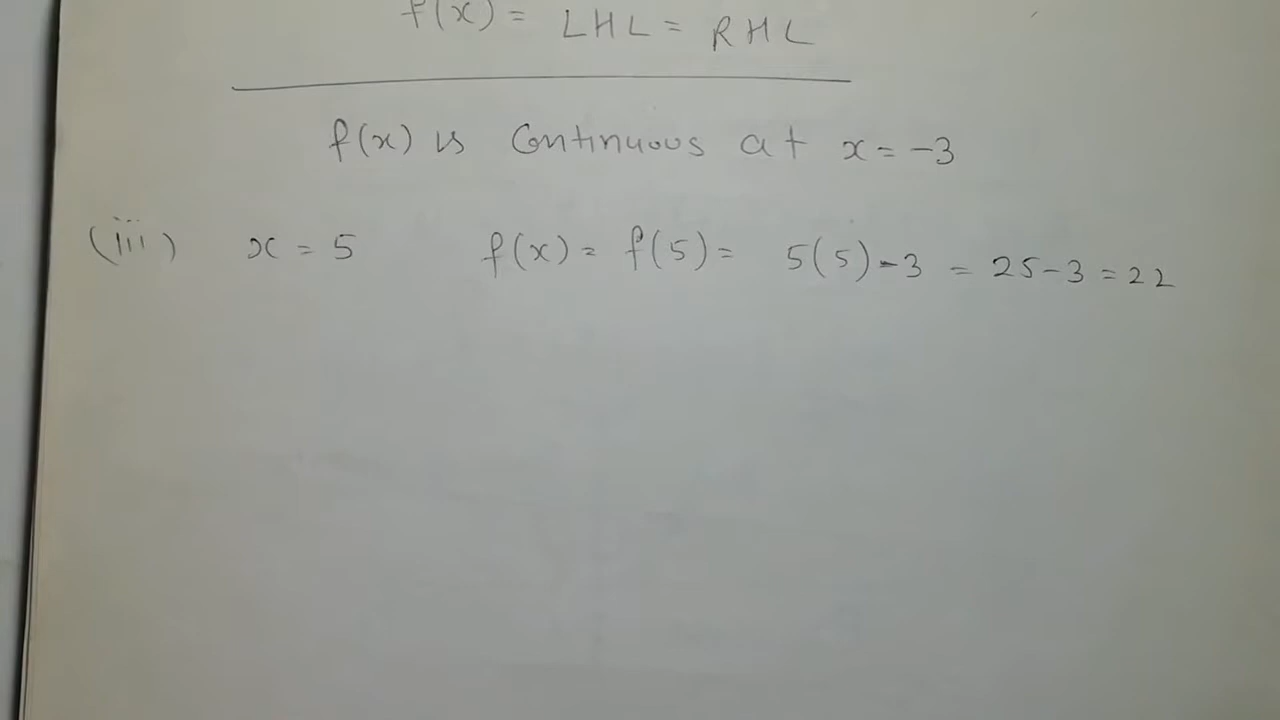 f(x) = LHL = RHL
f(x) is Continuous at x = -3
(iii) x = 5 f(x) = f(5) = 5(5)-3 = 25-3 = 22